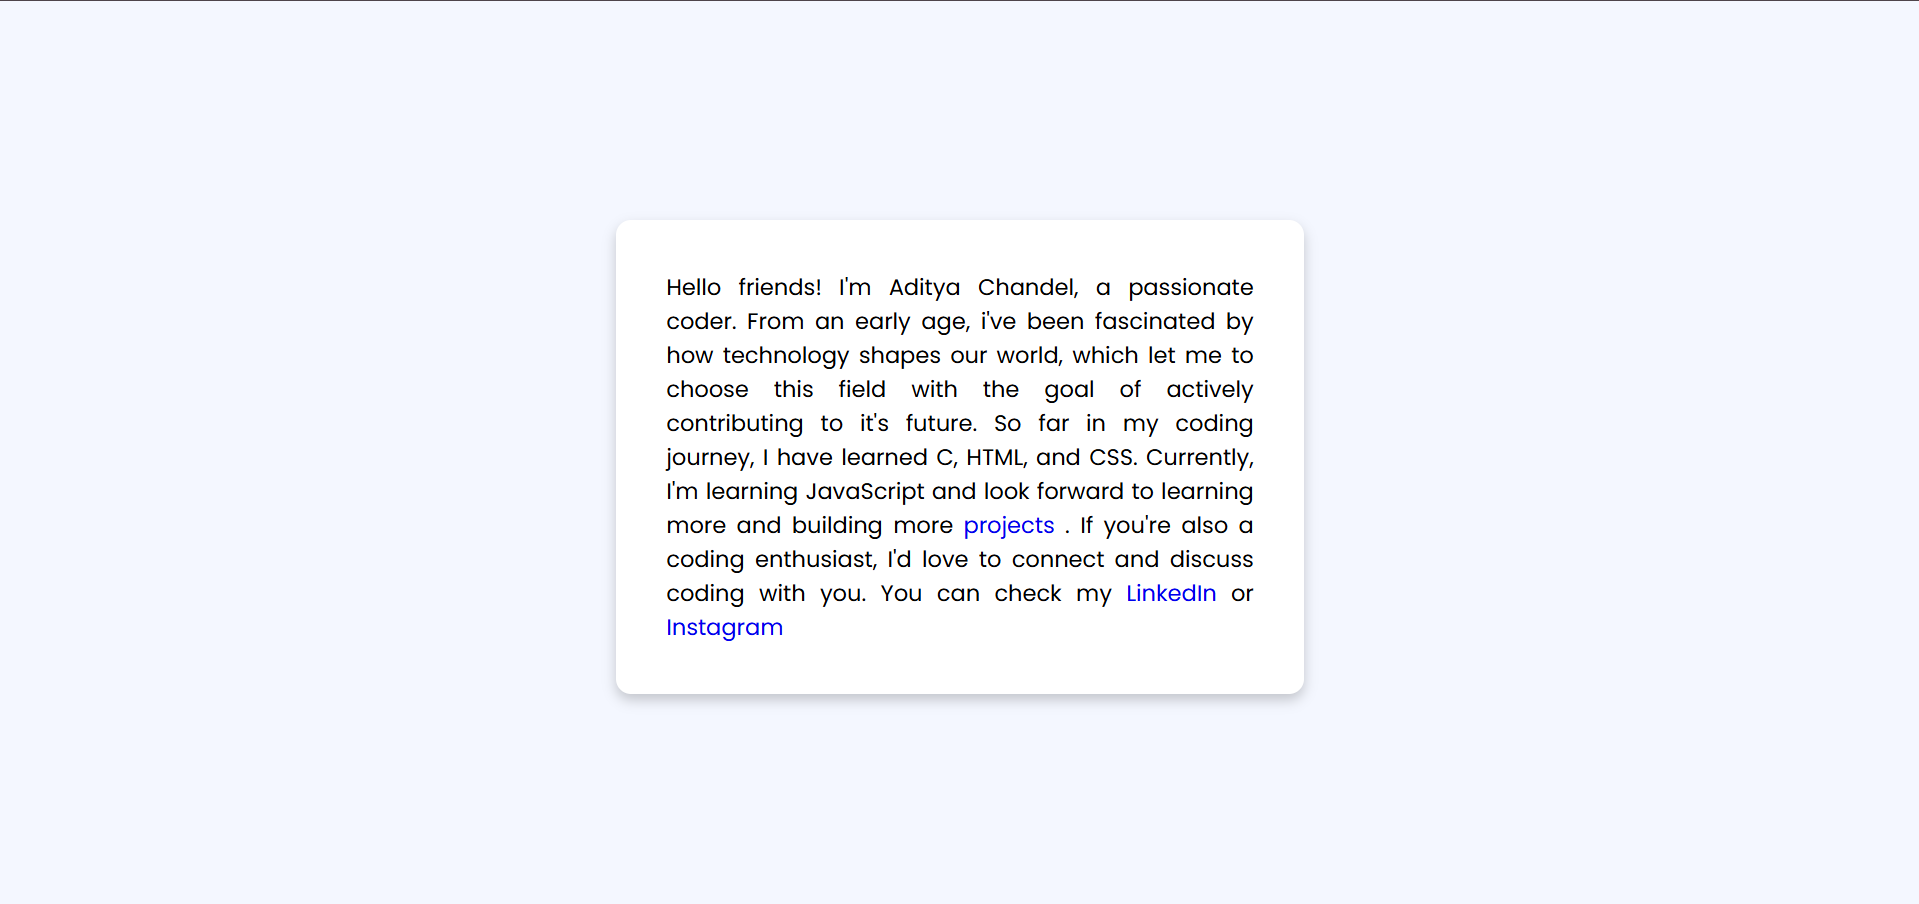 Hello friends! I'm Aditya Chandel, a passionate
coder. From an early age, i've been fascinated by
how technology shapes our world, which let me to
choose this field with the goal of actively
contributing to it's future. So far in my coding
journey, I have learned C, HTML, and CSS. Currently,
I'm learning JavaScript and look forward to learning
more and building more projects . If you're also a
coding enthusiast, I'd love to connect and discuss
coding with you. You can check my LinkedIn or
Instagram